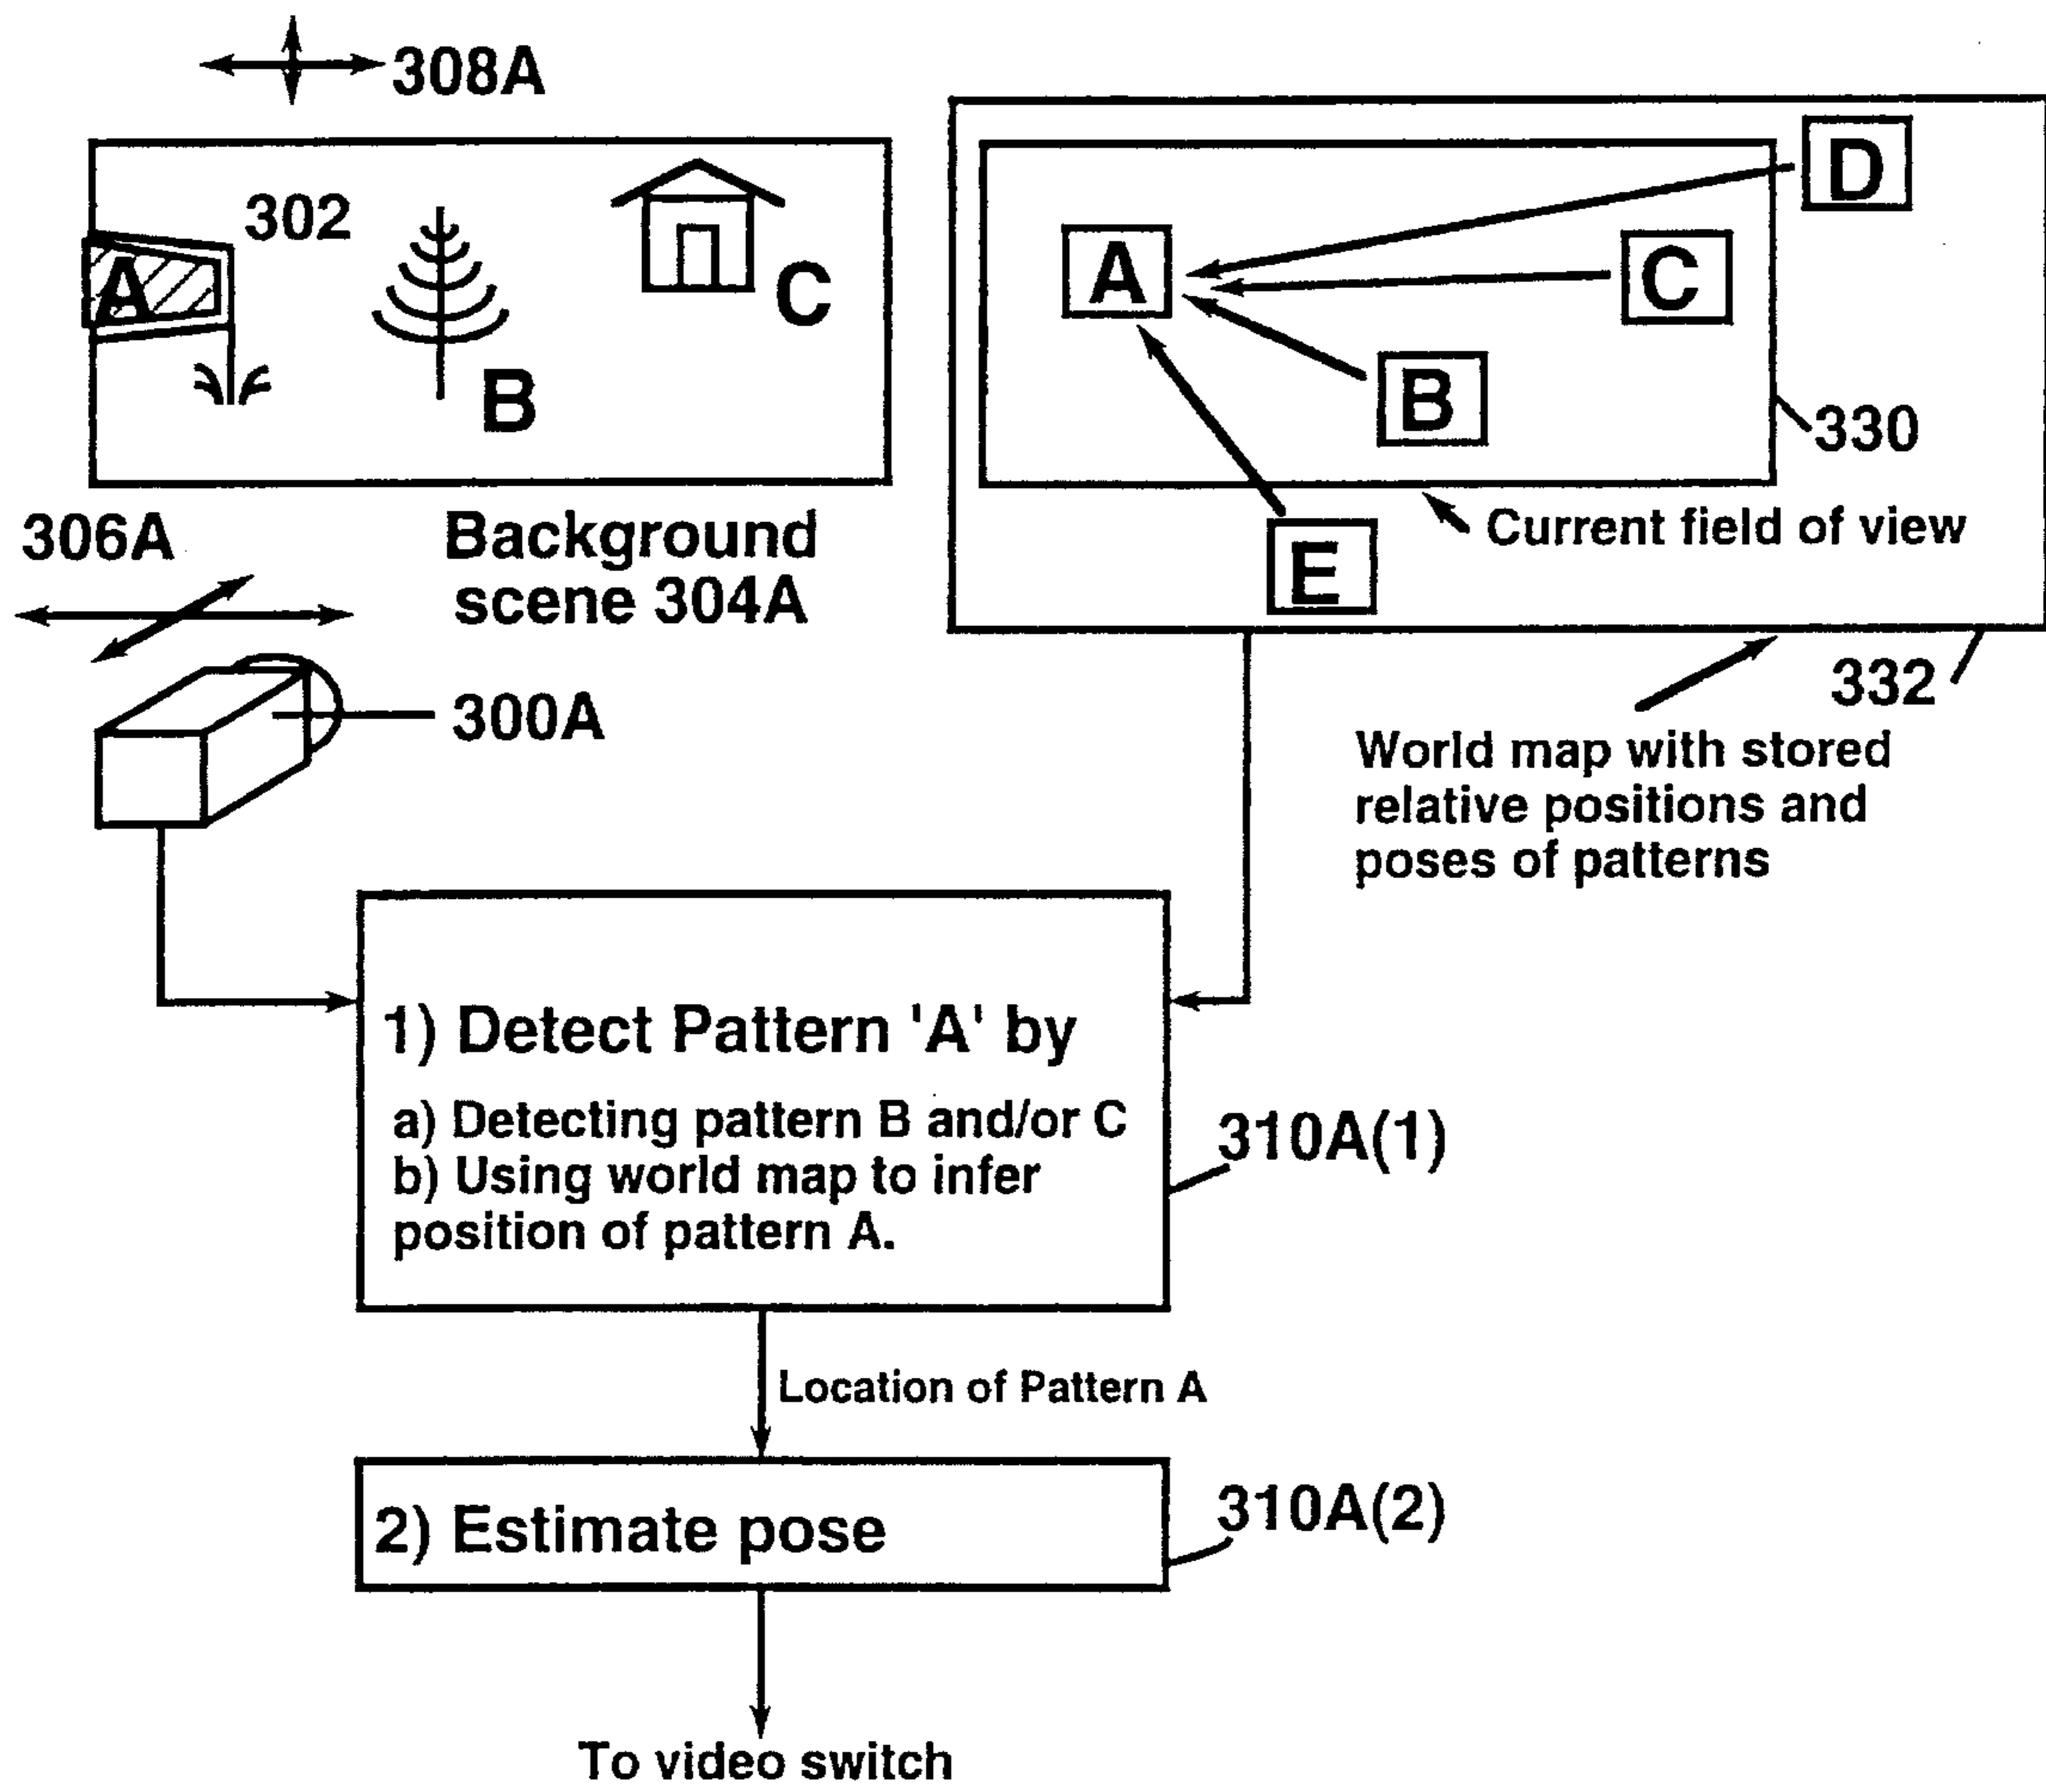 308A
302
A
B
C
A
B
C
D
E
330
Current field of view
332
World map with stored
relative positions and
poses of patterns
306A
Background
scene 304A
300A
1) Detect Pattern 'A' by
a) Detecting pattern B and/or C
b) Using world map to infer
position of pattern A.
310A(1)
Location of Pattern A
2) Estimate pose
310A(2)
To video switch